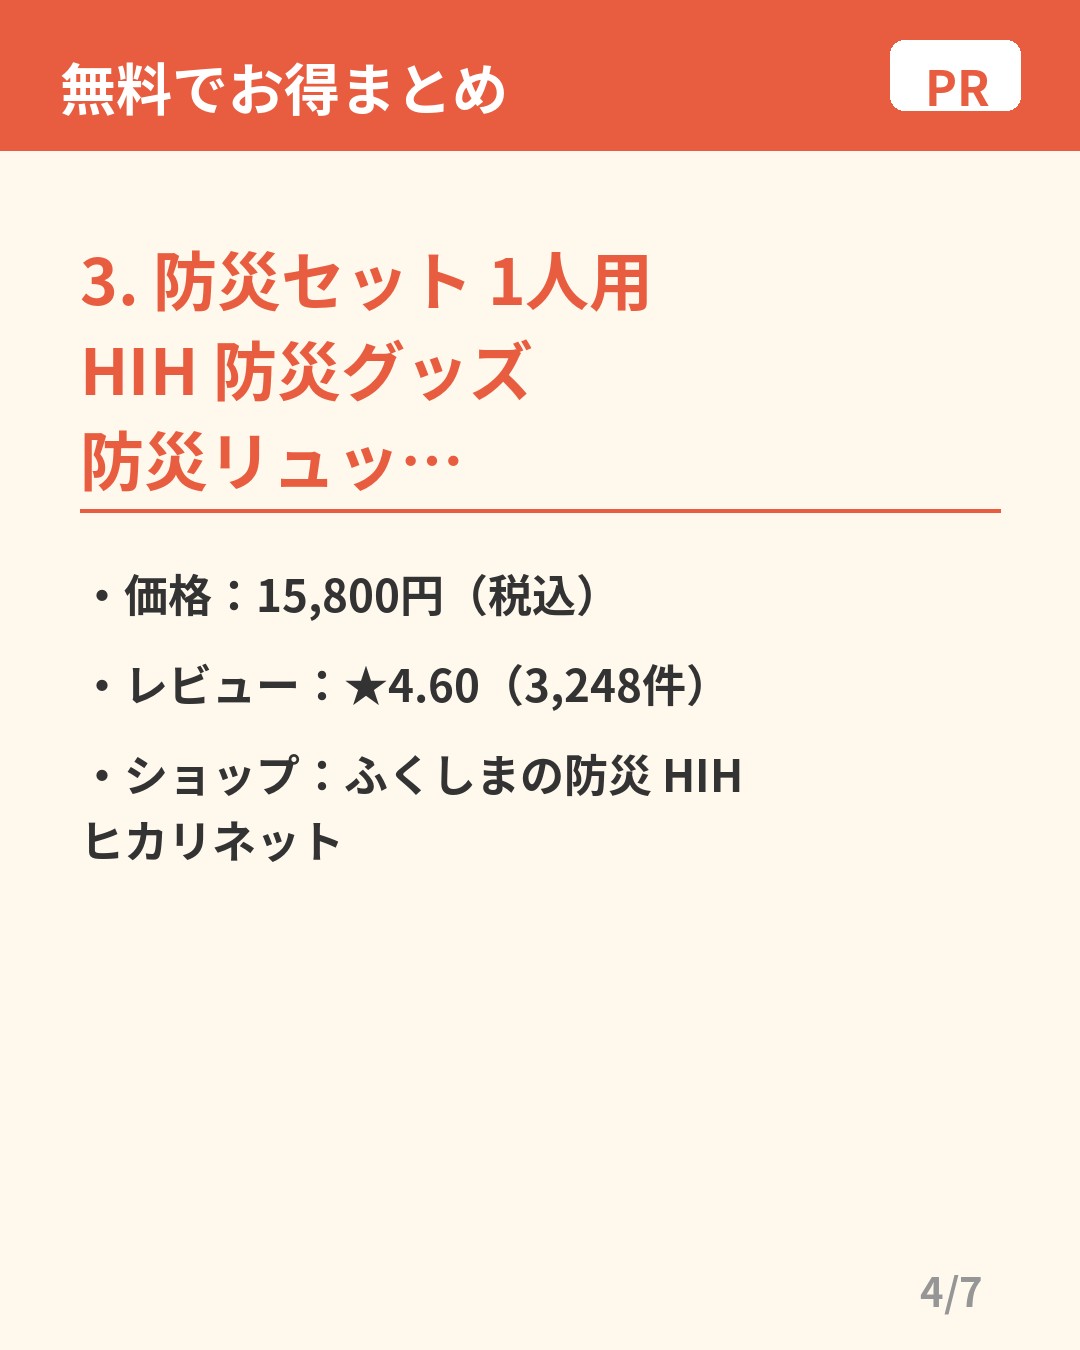 無料でお得まとめ
PR
3. 防災セット 1人用
HIH 防災グッズ
防災リュッ…
・価格：15,800円（税込）
・レビュー：★4.60（3,248件）
・ショップ：ふくしまの防災 HIH
ヒカリネット
4/7